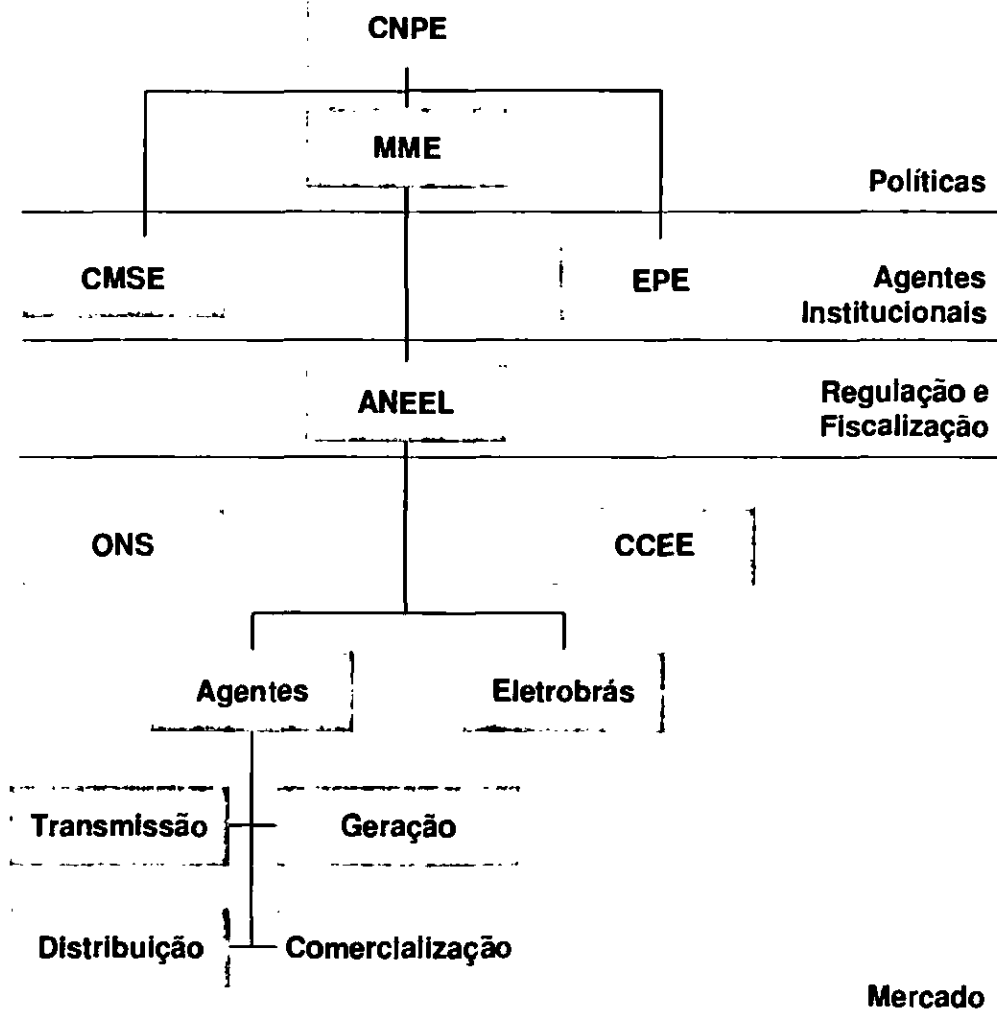 CNPE
MME
Políticas
CMSE
EPE
Agentes
Institucionais
ANEEL
Regulação e
Fiscalização
ONS
CCEE
Agentes
Eletrobrás
Transmissão
Geração
Distribuição
Comercialização
Mercado